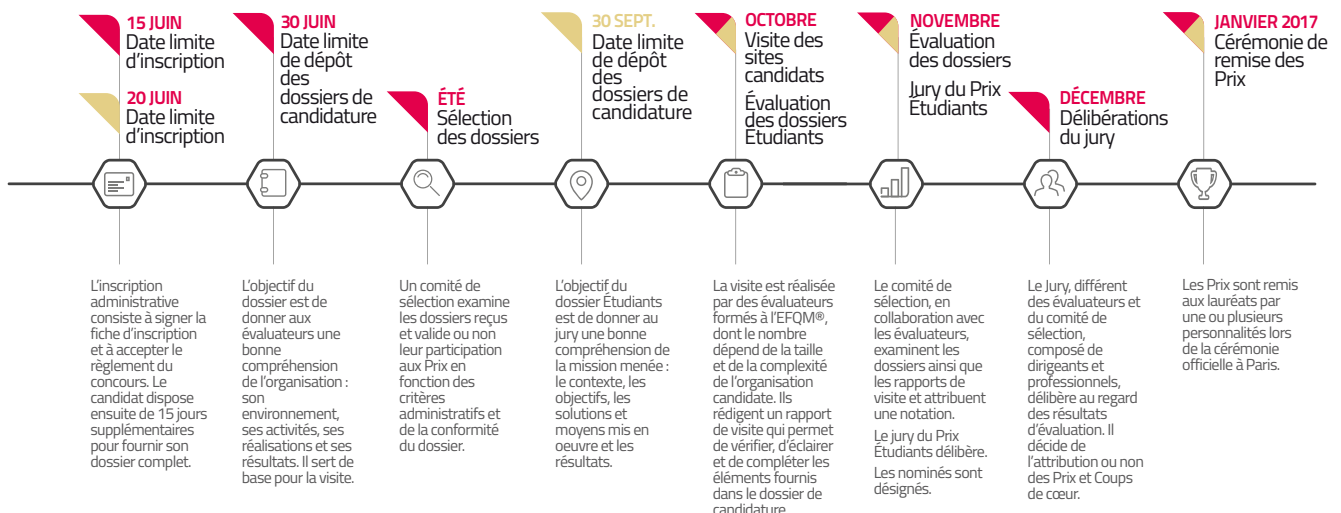 15 JUIN
Date limite
d'inscription
20 JUIN
Date limite
d'inscription
30 JUIN
Date limite
de dépôt
des
dossiers de
candidature
ÉTÉ
Sélection
des dossiers
30 SEPT.
Date limite
de dépôt
des
dossiers de
candidature
OCTOBRE
Visite des
sites
candidats
Évaluation
des dossiers
Étudiants
NOVEMBRE
Évaluation
des dossiers
Jury du Prix
Étudiants
DÉCEMBRE
Délibérations
du jury
JANVIER 2017
Cérémonie de
remise des
Prix
L'inscription
administrative
consiste à signer la
fiche d'inscription
et à accepter le
règlement du
concours. Le
candidat dispose
ensuite de 15 jours
supplémentaires
pour fournir son
dossier complet.
L'objectif du
dossier est de
donner aux
évaluateurs une
bonne
compréhension
de l'organisation :
son
environnement,
ses activités, ses
réalisations et ses
résultats. Il sert de
base pour la visite.
Un comité de
sélection examine
les dossiers reçus
et valide ou non
leur participation
aux Prix en
fonction des
critères
administratifs et
de la conformité
du dossier.
L'objectif du
dossier Étudiants
est de donner au
jury une bonne
compréhension de
la mission menée :
le contexte, les
objectifs, les
solutions et
moyens mis en
oeuvre et les
résultats.
La visite est réalisée
par des évaluateurs
formés à l'EFQM®,
dont le nombre
dépend de la taille
et de la complexité
de l'organisation
candidate. Ils
rédigent un rapport
de visite qui permet
de vérifier, d'éclairer
et de compléter les
éléments fournis
dans le dossier de
candidature
Le comité de
sélection, en
collaboration avec
les évaluateurs,
examinent les
dossiers ainsi que
les rapports de
visite et attribuent
une notation.
Le jury du Prix
Étudiants délibère.
Les nominés sont
désignés.
Le Jury, différent
des évaluateurs et
du comité de
sélection,
composé de
dirigeants et
professionnels,
délibère au regard
des résultats
d'évaluation. Il
décide de
l'attribution ou non
des Prix et Coups
de cœur.
Les Prix sont remis
aux lauréats par
une ou plusieurs
personnalités lors
de la cérémonie
officielle à Paris.